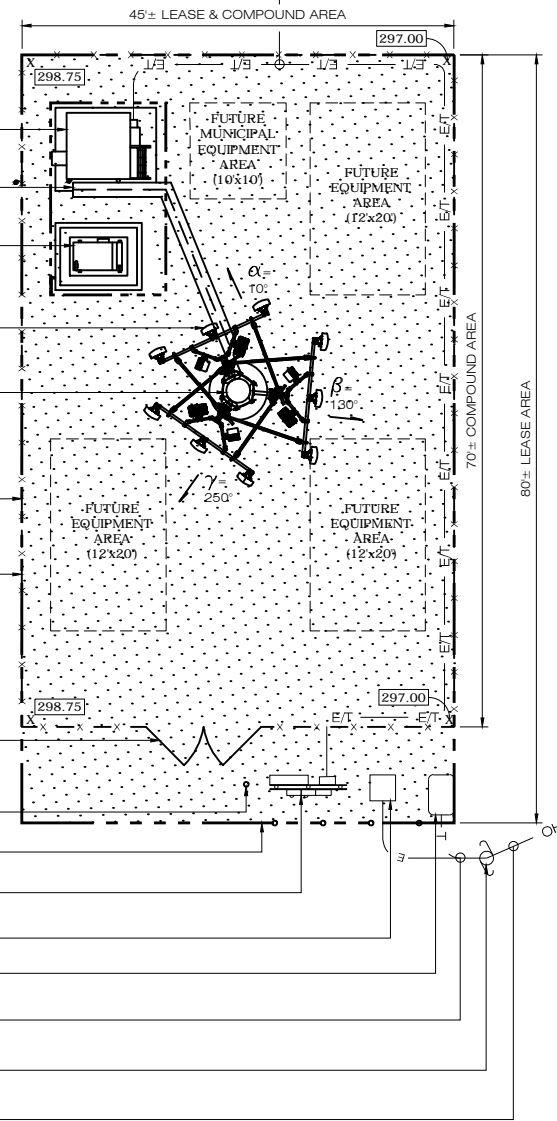 45'± LEASE & COMPOUND AREA
297.00
X
X
298.75
E/T
E/T
E/T
E/T
FUTURE
MUNICIPAL
EQUIPMENT
AREA
(10'x10')
FUTURE
EQUIPMENT
AREA
(12'x20')
E/T
E/T
E/T
E/T
E/T
E/T
E/T
α=
10°
β=
130°
γ=
250°
70'± COMPOUND AREA
80'± LEASE AREA
FUTURE
EQUIPMENT
AREA
(12'x20')
FUTURE
EQUIPMENT
AREA
(12'x20')
298.75
X
297.00
X
E/T
E/T
T
E